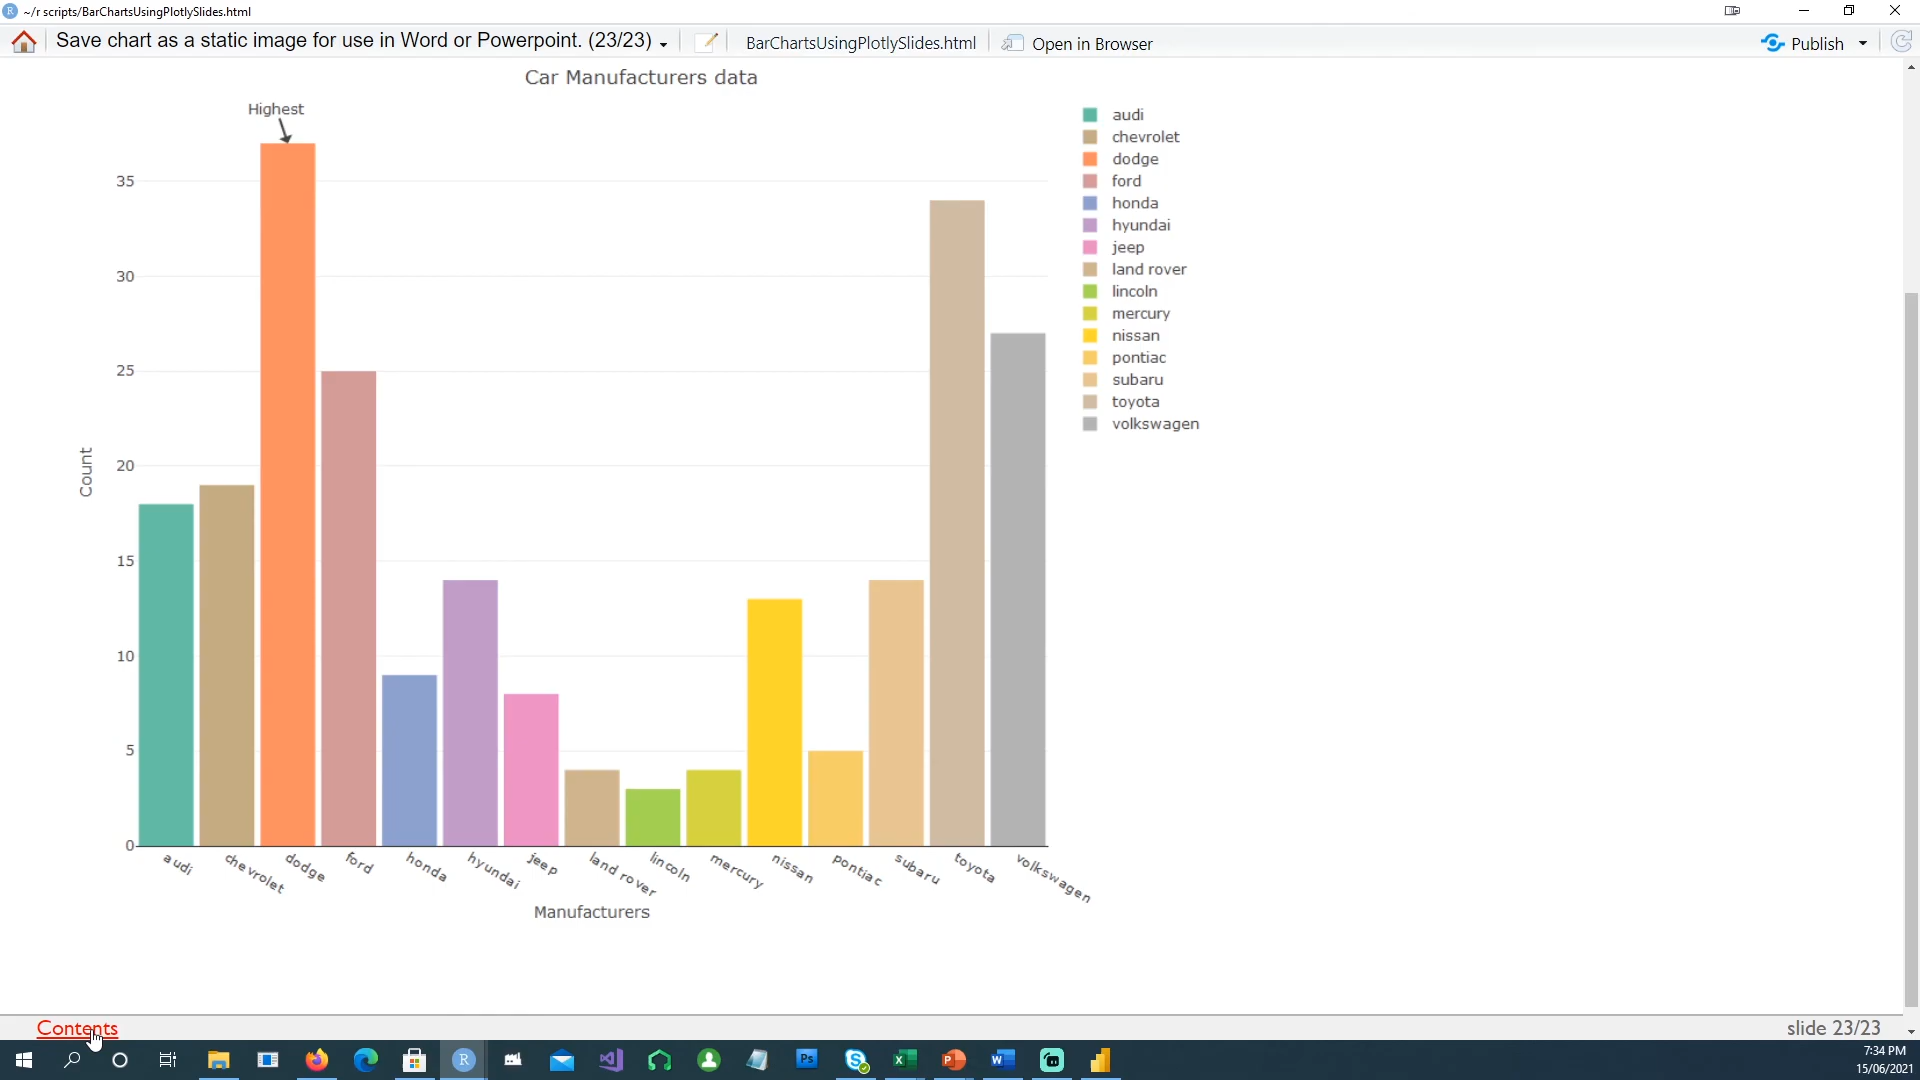 ~/r scripts/BarChartsUsingPlotlySlides.html
Save chart as a static image for use in Word or Powerpoint. (23/23)
BarChartsUsingPlotlySlides.html
Open in Browser
Publish
Car Manufacturers data
Highest
35
30
25
20
15
10
5
0
Count
audi
chevrolet
dodge
ford
honda
hyundai
jeep
land rover
lincoln
mercury
nissan
pontiac
subaru
toyota
volkswagen
Manufacturers
audi
chevrolet
dodge
ford
honda
hyundai
jeep
land rover
lincoln
mercury
nissan
pontiac
subaru
toyota
volkswagen
Contents
slide 23/23
7:34 PM
15/06/2021